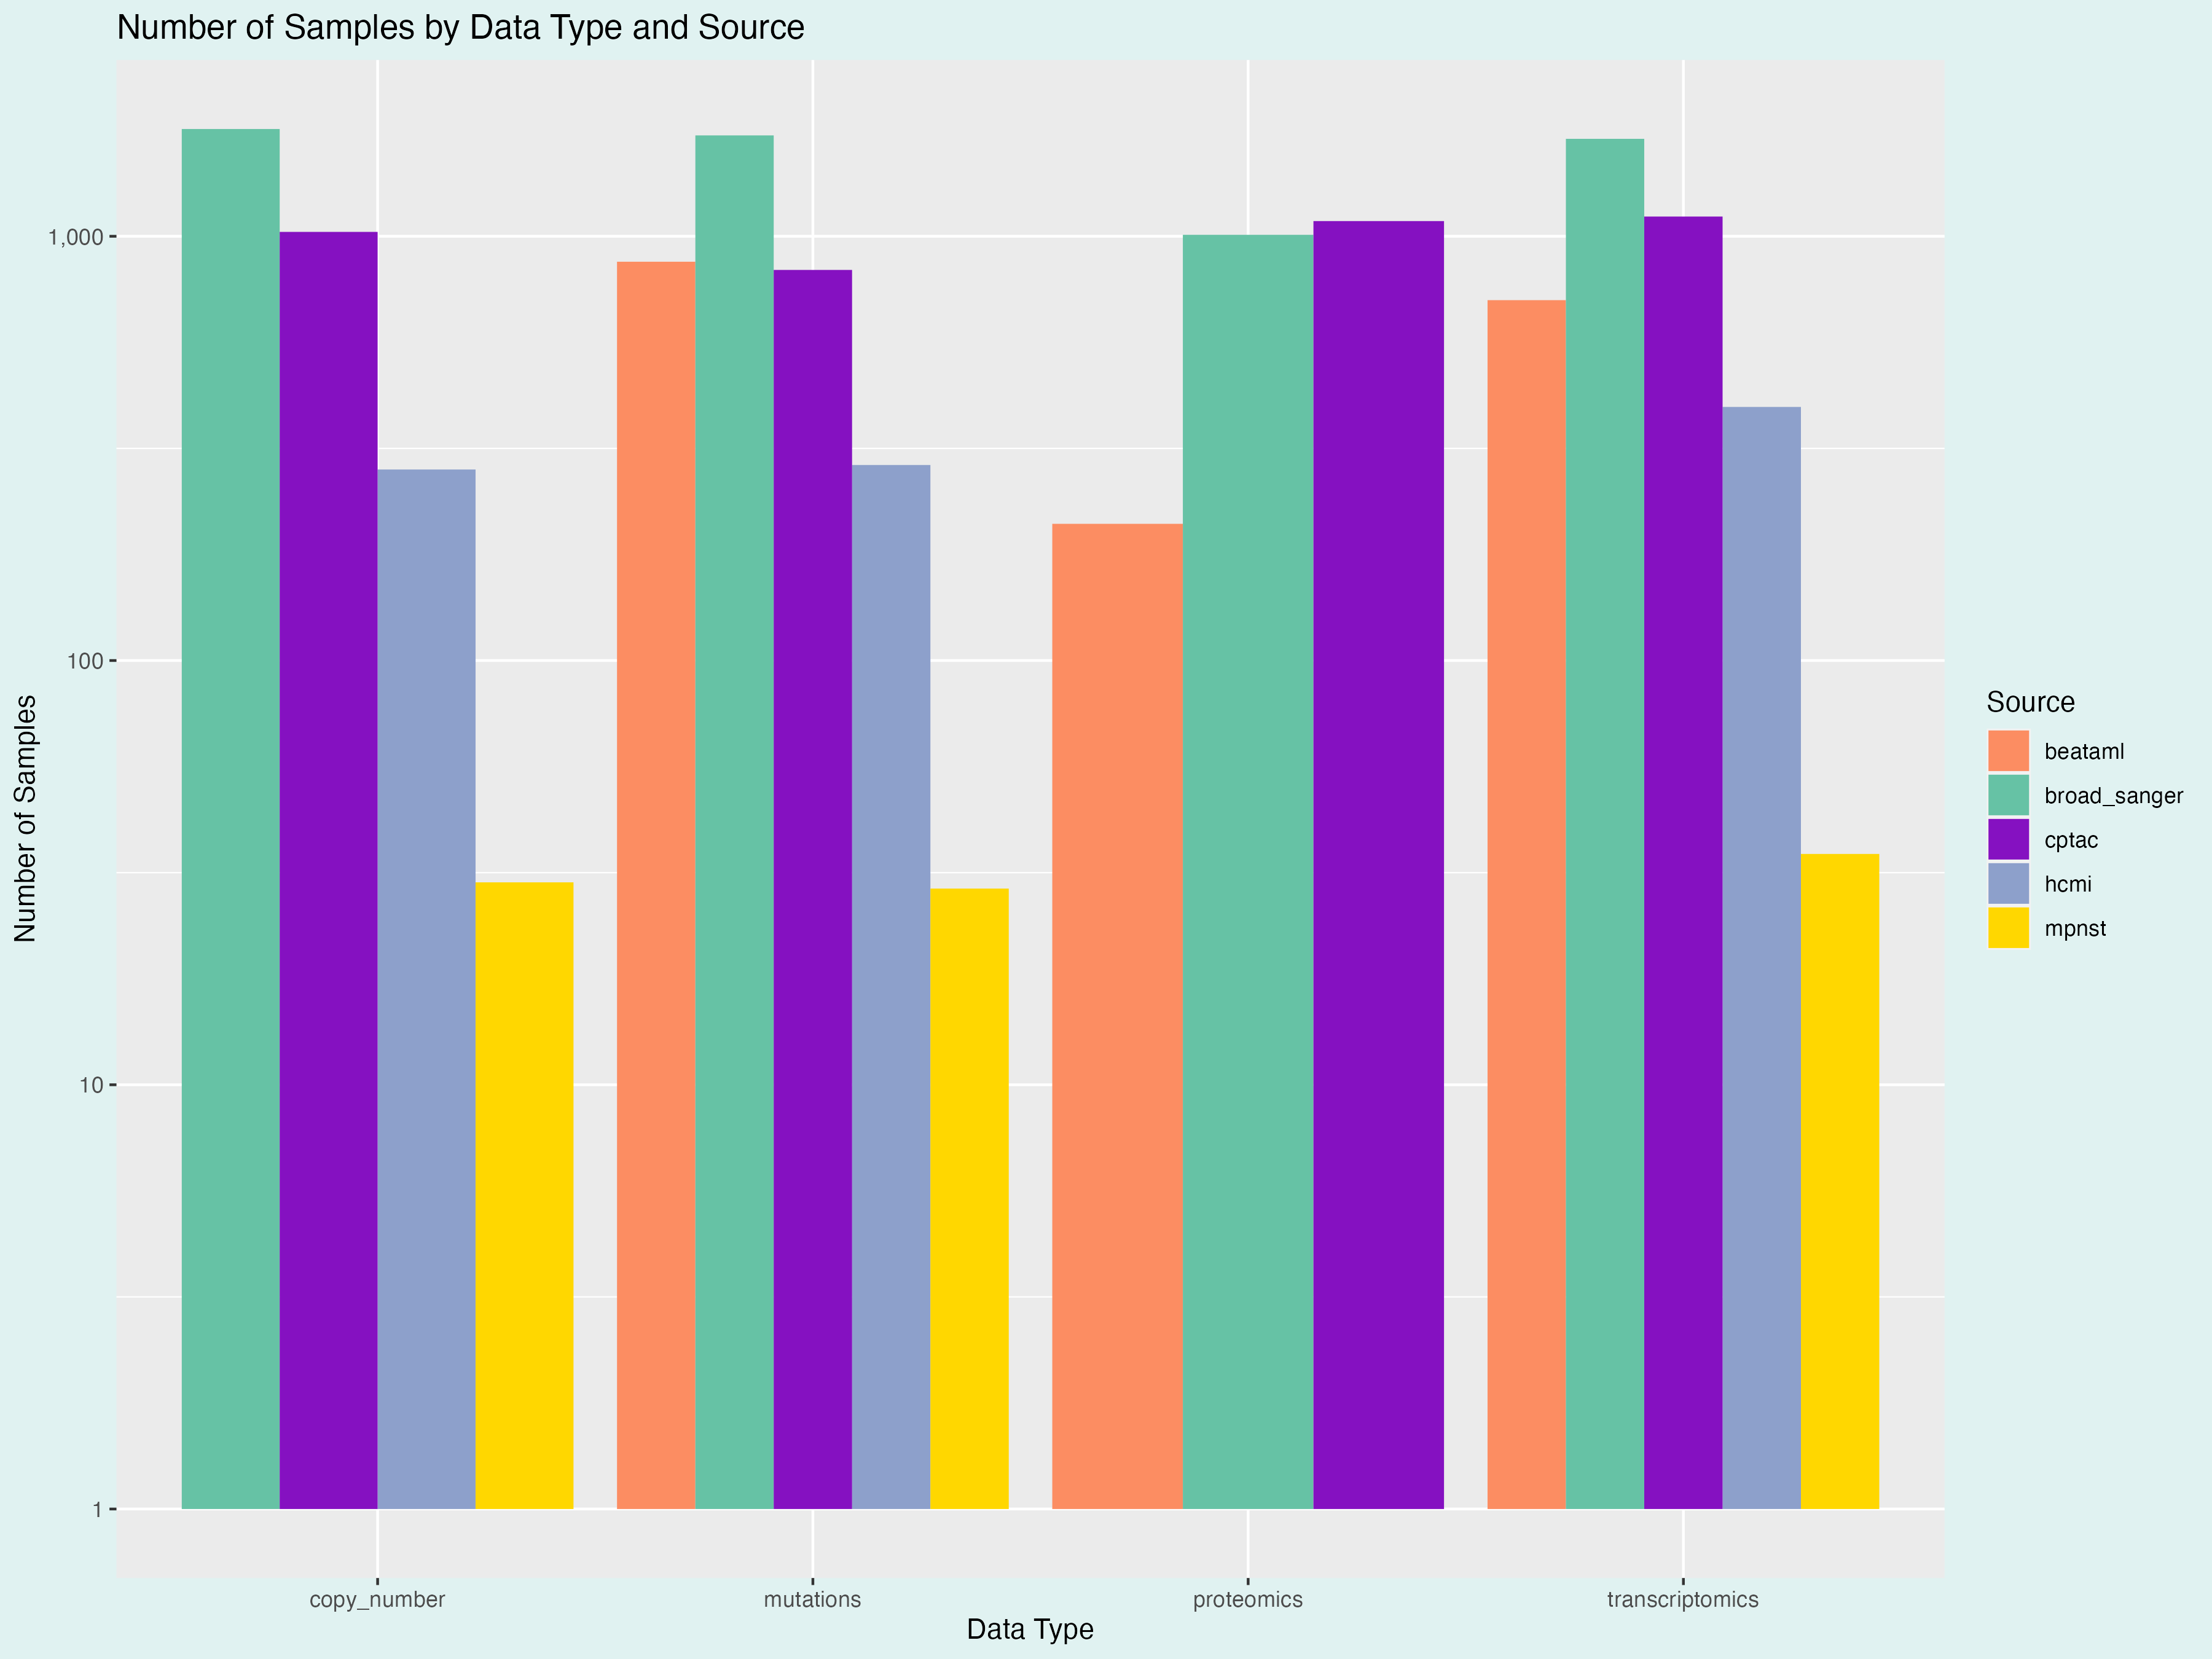 Number of Samples by Data Type and Source
Number of Samples
1,000
100
10
1
copy_number
mutations
proteomics
transcriptomics
Data Type
Source
beataml
broad_sanger
cptac
hcmi
mpnst